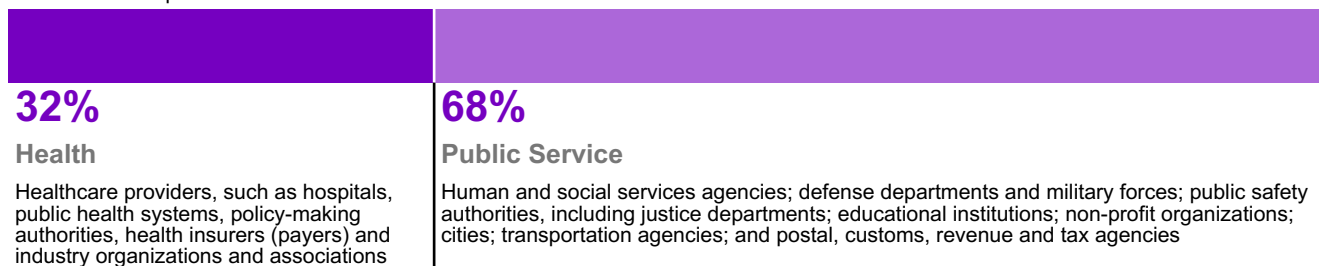 32%
Health
Healthcare providers, such as hospitals,
public health systems, policy-making
authorities, health insurers (payers) and
industry organizations and associations
68%
Public Service
Human and social services agencies; defense departments and military forces; public safety
authorities, including justice departments; educational institutions; non-profit organizations;
cities; transportation agencies; and postal, customs, revenue and tax agencies